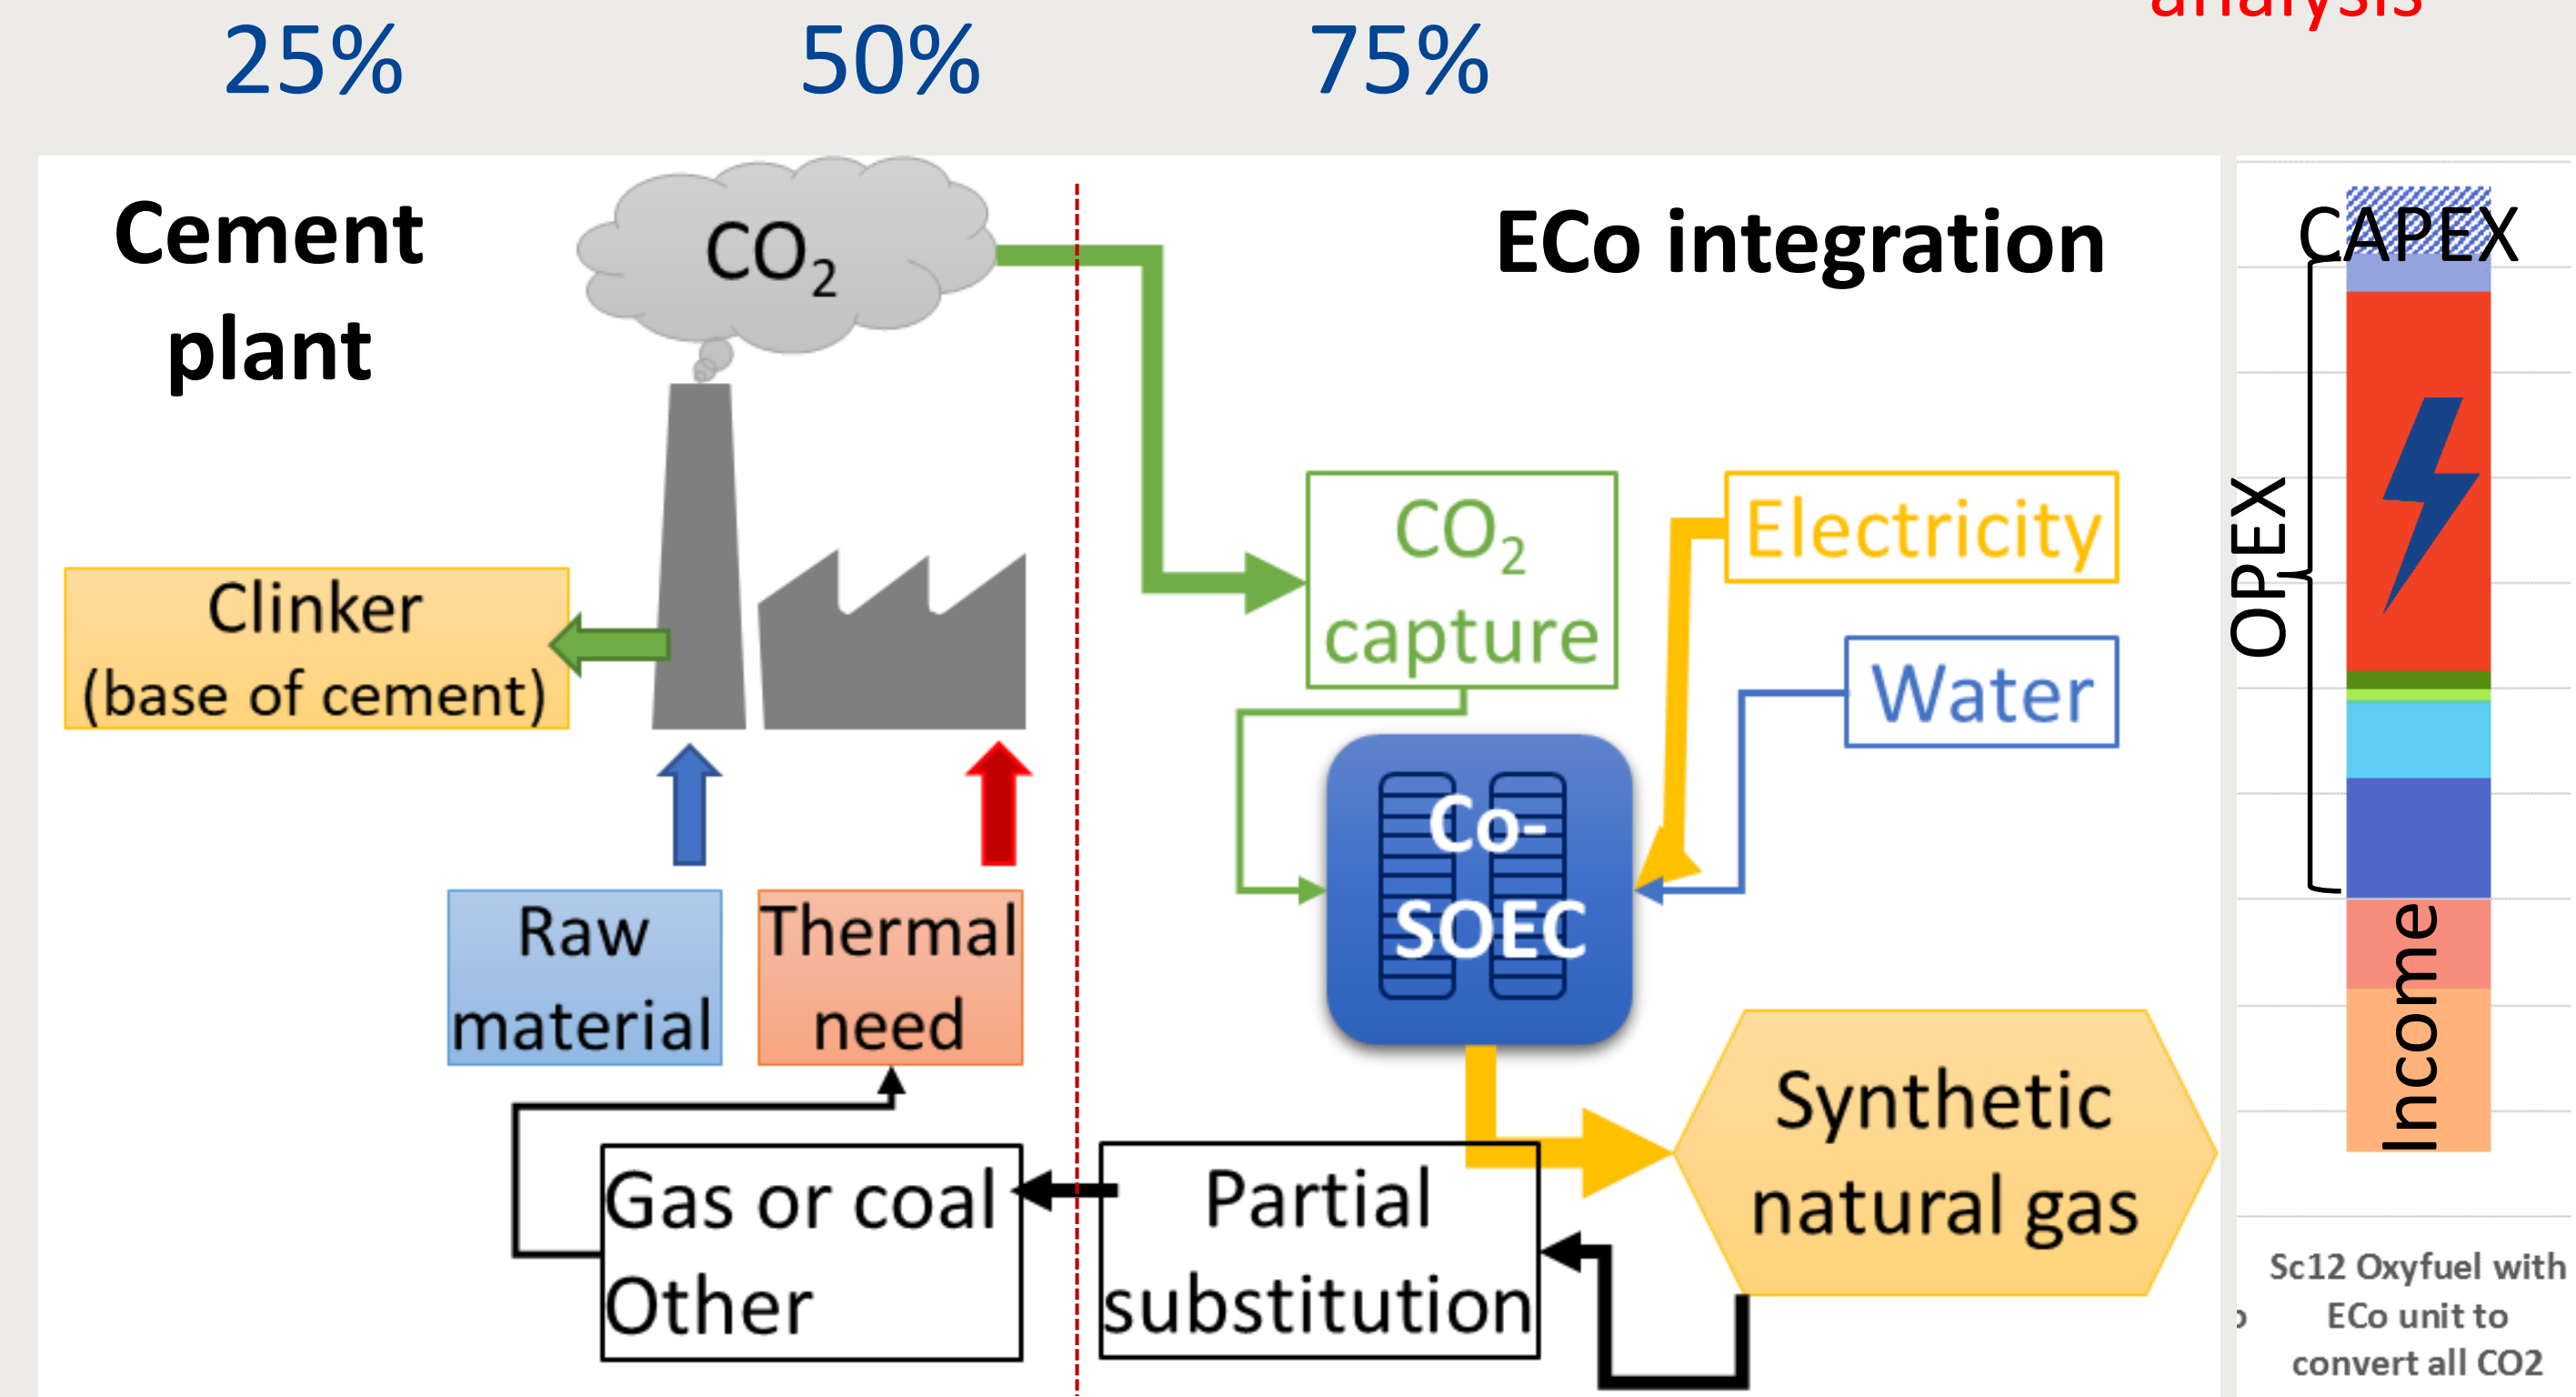 analysis
25%
50%
75%
Cement
plant
CO₂
ECo integration
CAPEX
CO₂
capture
Electricity
OPEX
Clinker
(base of cement)
Water
Co-
SOEC
Raw
material
Thermal
need
Income
Synthetic
natural gas
Gas or coal
Other
Partial
substitution
Sc12 Oxyfuel with
ECo unit to
convert all CO2